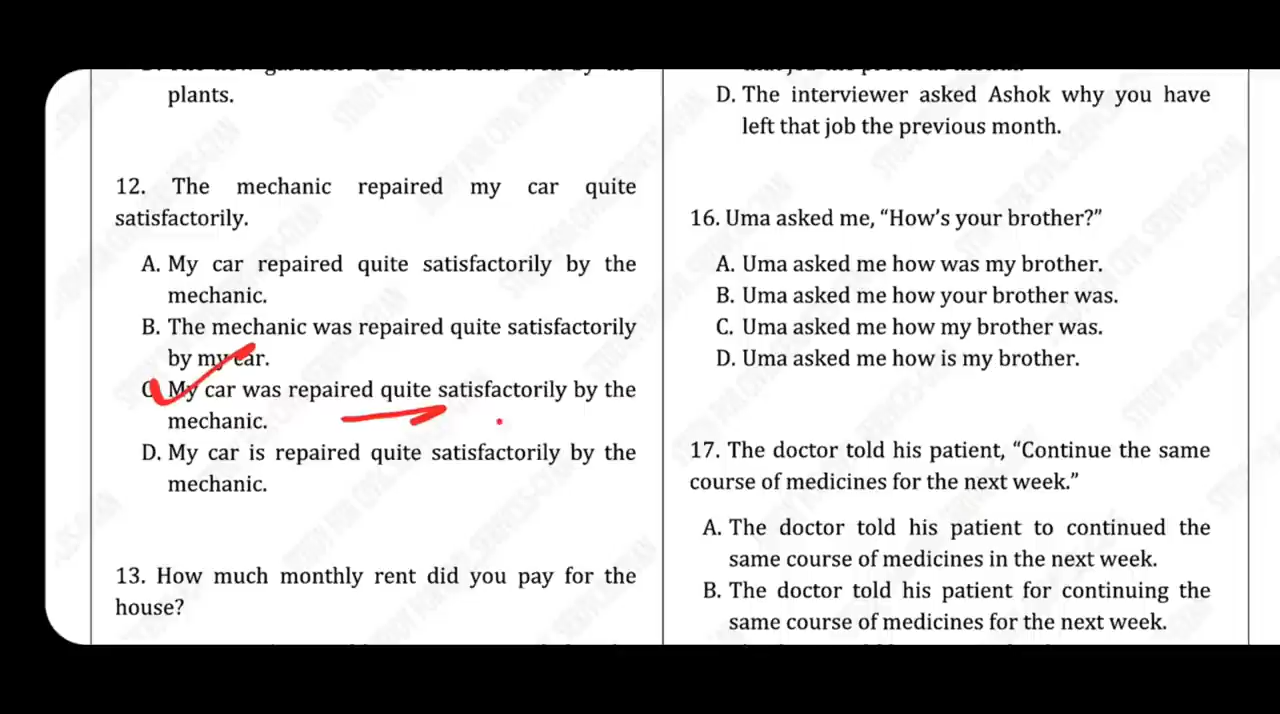 plants.
12. The mechanic repaired my car quite
satisfactorily.
A. My car repaired quite satisfactorily by the
mechanic.
B. The mechanic was repaired quite satisfactorily
by my car.
C. My car was repaired quite satisfactorily by the
mechanic.
D. My car is repaired quite satisfactorily by the
mechanic.
13. How much monthly rent did you pay for the
house?
D. The interviewer asked Ashok why you have
left that job the previous month.
16. Uma asked me, “How’s your brother?”
A. Uma asked me how was my brother.
B. Uma asked me how your brother was.
C. Uma asked me how my brother was.
D. Uma asked me how is my brother.
17. The doctor told his patient, “Continue the same
course of medicines for the next week.”
A. The doctor told his patient to continued the
same course of medicines in the next week.
B. The doctor told his patient for continuing the
same course of medicines for the next week.